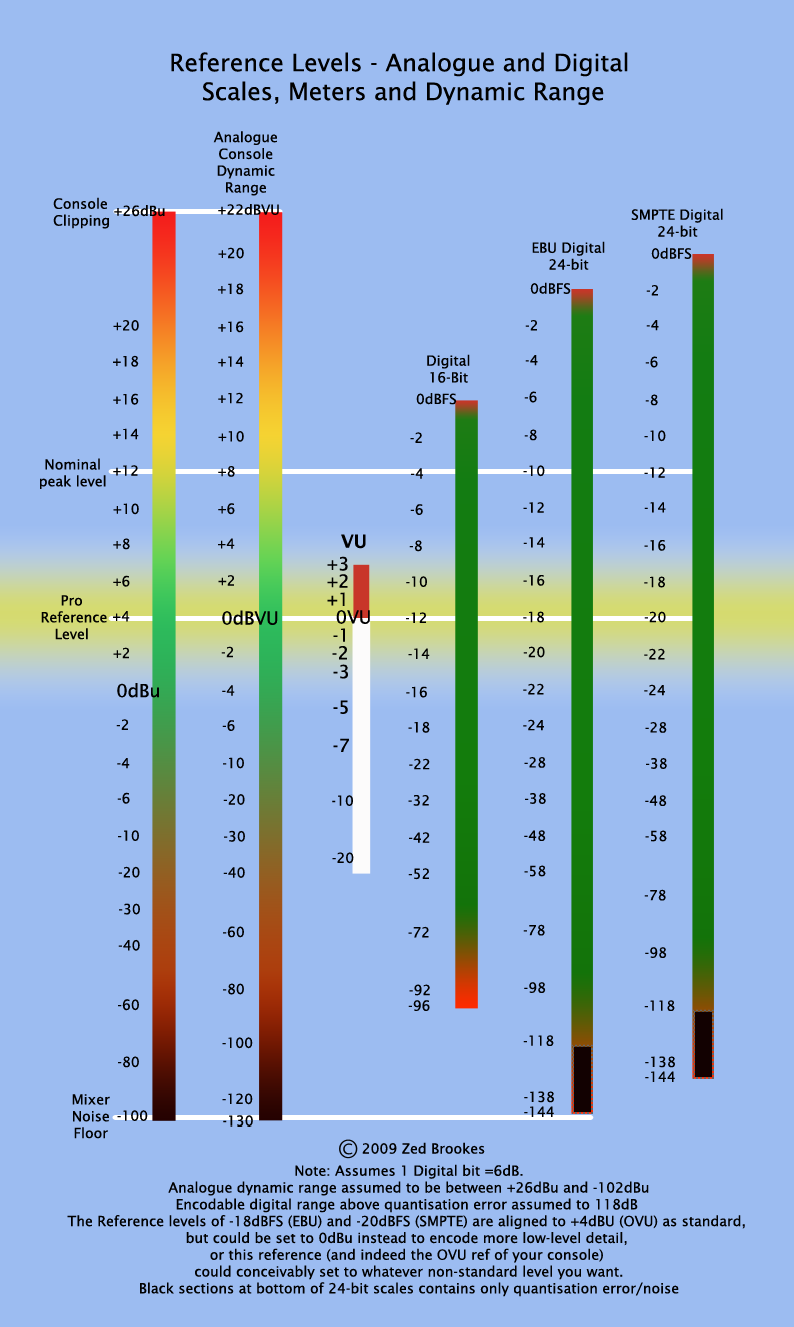 Reference Levels - Analogue and Digital
Scales, Meters and Dynamic Range
Console
Clipping
+26dBu
+20
+18
+16
+14
Nominal
peak level
+12
+10
+8
+6
Pro
Reference
Level
+4
+2
0dBu
-2
-4
-6
-10
-20
-30
-40
-60
-80
Mixer
Noise
Floor
-100
Analogue
Console
Dynamic
Range
+22dBVU
+20
+18
+16
+14
+12
+10
+8
+6
+4
+2
0dBVU
-2
-4
-6
-10
-20
-30
-40
-60
-80
-100
-120
-130
VU
+3
+2
+1
0VU
-1
-2
-3
-5
-7
-10
-20
Digital
16-Bit
0dBFS
-2
-4
-6
-8
-10
-12
-14
-16
-18
-22
-32
-42
-52
-72
-92
-96
EBU Digital
24-bit
0dBFS
-2
-4
-6
-8
-10
-12
-14
-16
-18
-20
-22
-24
-28
-38
-48
-58
-78
-98
-118
-138
-144
SMPTE Digital
24-bit
0dBFS
-2
-4
-6
-8
-10
-12
-14
-16
-18
-20
-22
-24
-28
-38
-48
-58
-78
-98
-118
-138
-144
© 2009 Zed Brookes
Note: Assumes 1 Digital bit =6dB.
Analogue dynamic range assumed to be between +26dBu and -102dBu
Encodable digital range above quantisation error assumed to 118dB
The Reference levels of -18dBFS (EBU) and -20dBFS (SMPTE) are aligned to +4dBU (OVU) as standard,
but could be set to 0dBu instead to encode more low-level detail,
or this reference (and indeed the OVU ref of your console)
could conceivably set to whatever non-standard level you want.
Black sections at bottom of 24-bit scales contains only quantisation error/noise